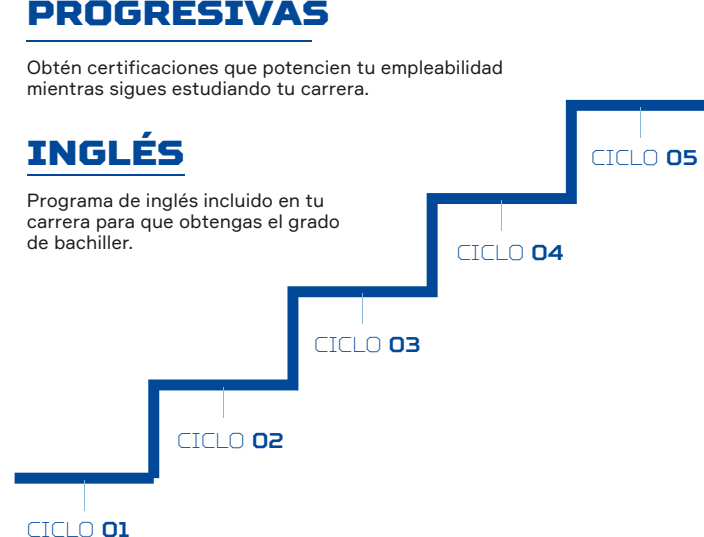 PROGRESIVAS
Obtén certificaciones que potencien tu empleabilidad
mientras sigues estudiando tu carrera.
INGLÉS
Programa de inglés incluido en tu
carrera para que obtengas el grado
de bachiller.
CICLO 05
CICLO 04
CICLO 03
CICLO 02
CICLO 01